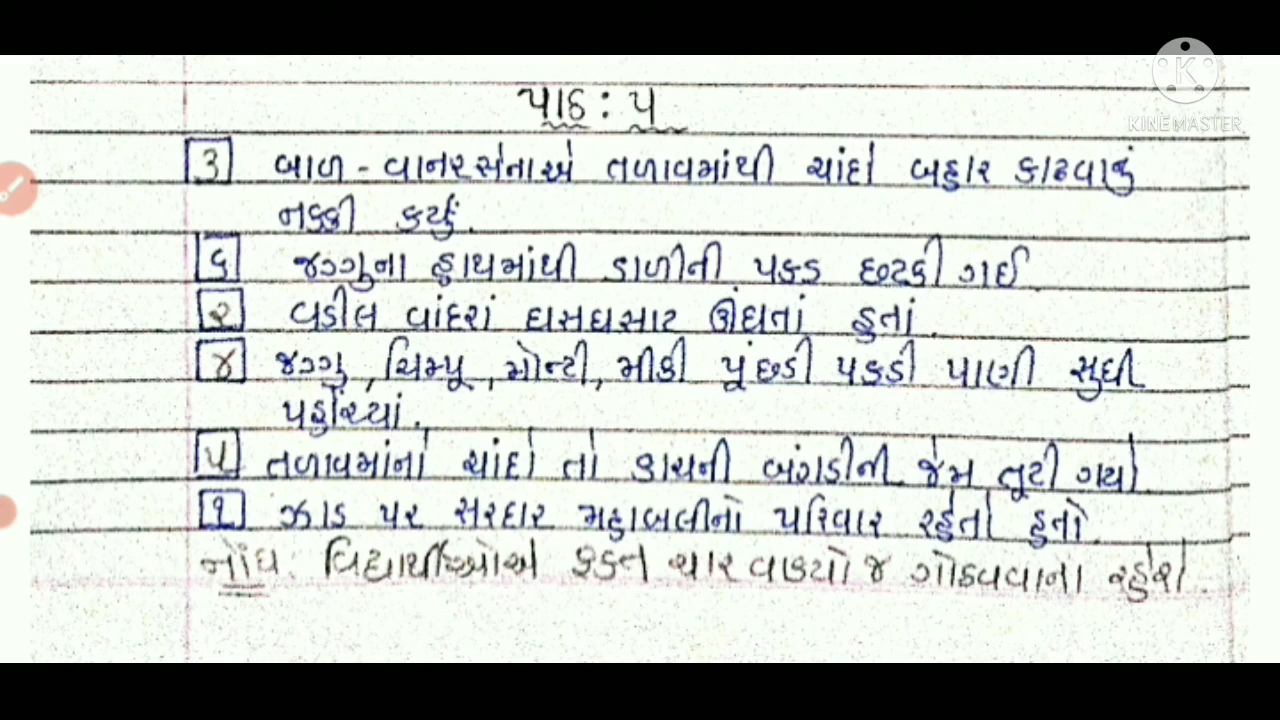 પાઠ : ૫
KINEMASTER
૩ બાળ - વાનરસેનાએ તળાવમાંથી ચાંદો બહાર કાઢવાનું
નક્કી કર્યું.
૬ જગ્ગુના હાથમાંથી ડાળીની પકડ છટકી ગઈ.
૨ વડીલ વાંદરાં ઘસઘસાટ ઊંઘતાં હતાં.
૪ જગ્ગુ, ચિમ્પૂ, મોન્ટી, મીકી પૂંછડી પકડી પાણી સુધી
પહોંચ્યાં.
૫ તળાવમાંનો ચાંદો તો કાચની બંગડીની જેમ તૂટી ગયો
૧ ઝાડ પર સરદાર મહાબલીનો પરિવાર રહેતો હતો.
નોંધ : વિદ્યાર્થીઓએ ફક્ત ચાર વાક્યો જ ગોઠવવાના રહેશે.